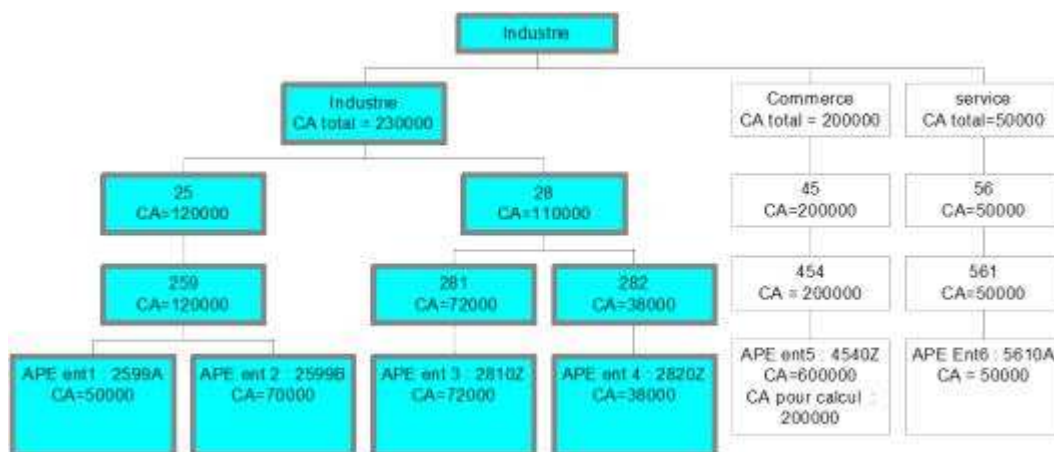 Industrie
Industrie
CA total = 230000
Commerce
CA total = 200000
service
CA total=50000
25
CA=120000
28
CA=110000
45
CA=200000
56
CA=50000
259
CA=120000
281
CA=72000
282
CA=38000
454
CA = 200000
561
CA=50000
APE ent1 : 2599A
CA=50000
APE ent 2 : 2599B
CA=70000
APE ent 3 : 2810Z
CA=72000
APE ent 4 : 2820Z
CA=38000
APE ent5 : 4540Z
CA=600000
CA pour calcul :
200000
APE Ent6 : 5610A
CA = 50000